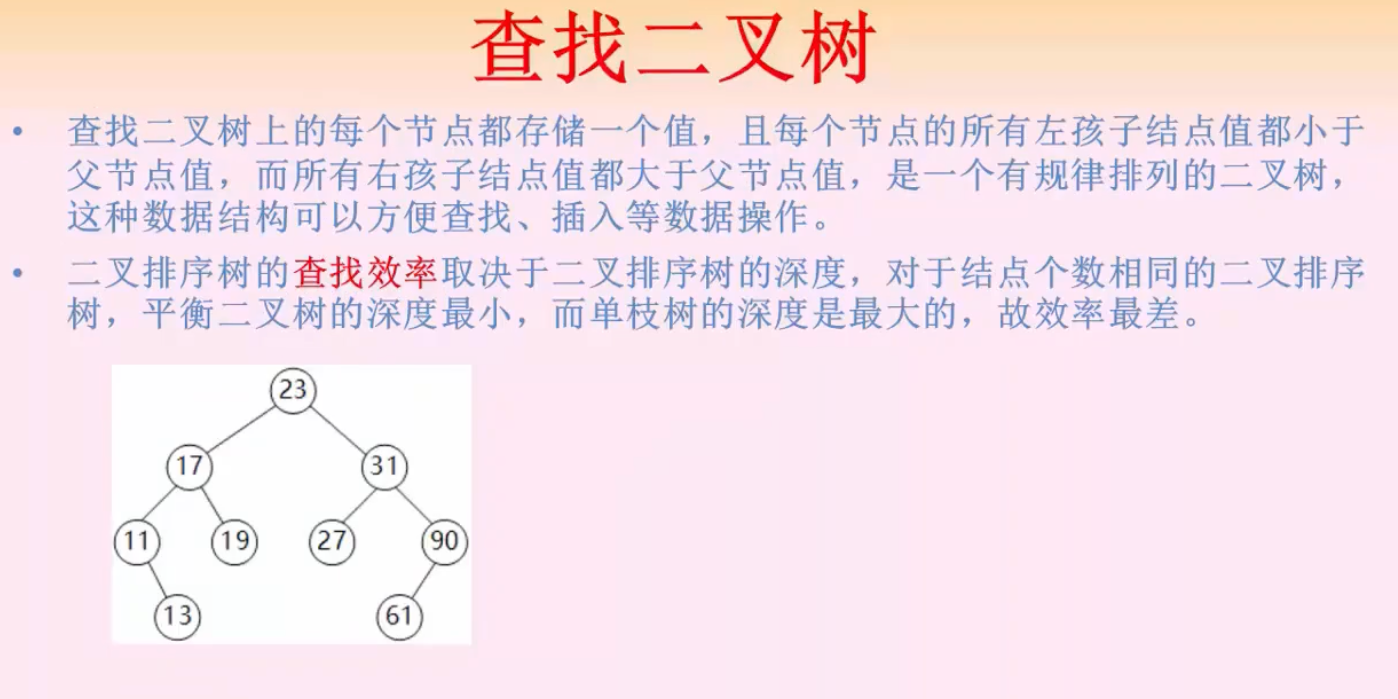 查找二叉树
• 查找二叉树上的每个节点都存储一个值，且每个节点的所有左孩子结点值都小于
父节点值，而所有右孩子结点值都大于父节点值，是一个有规律排列的二叉树，
这种数据结构可以方便查找、插入等数据操作。
• 二叉排序树的查找效率取决于二叉排序树的深度，对于结点个数相同的二叉排序
树，平衡二叉树的深度最小，而单枝树的深度是最大的，故效率最差。
23
17 31
11 19 27 90
13 61